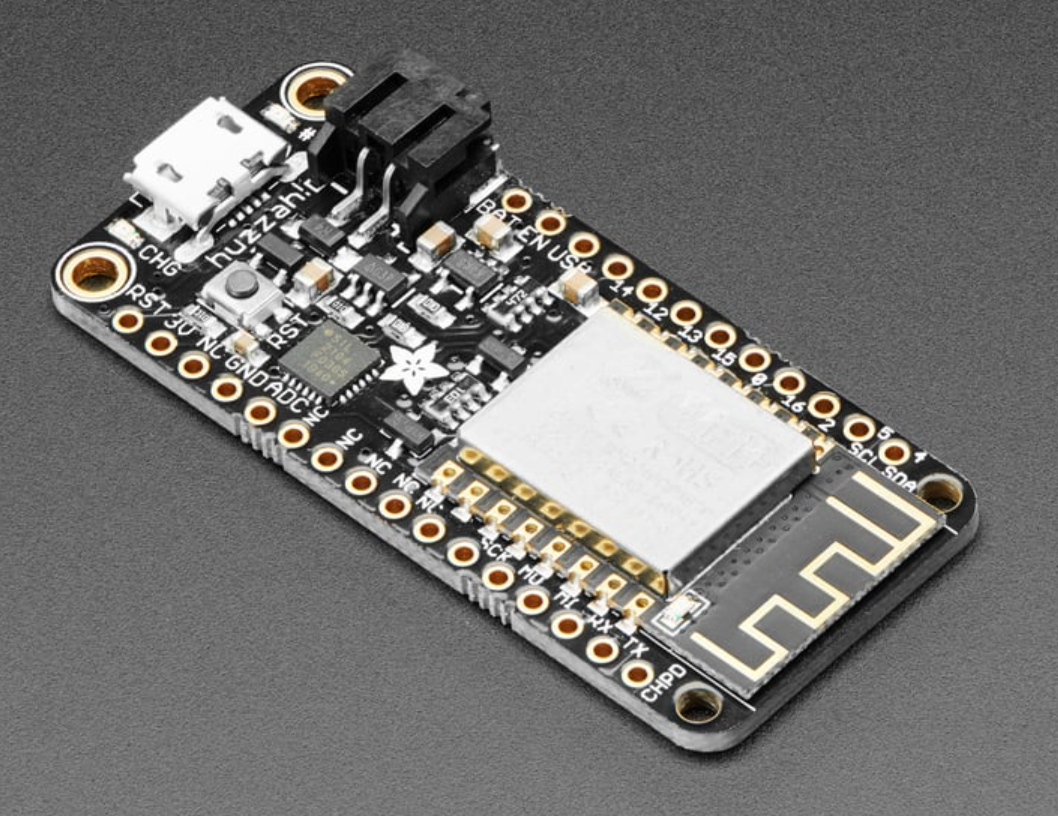 huzzah!
CHG
RST
BAT
EN
USB
14
12
13
15
0
16
2
5
4
SCL
SDA
RST
3V
NC
GND
ADC
NC
NC
NC
NC
NC
SCK
MO
MI
RX
TX
CHPD